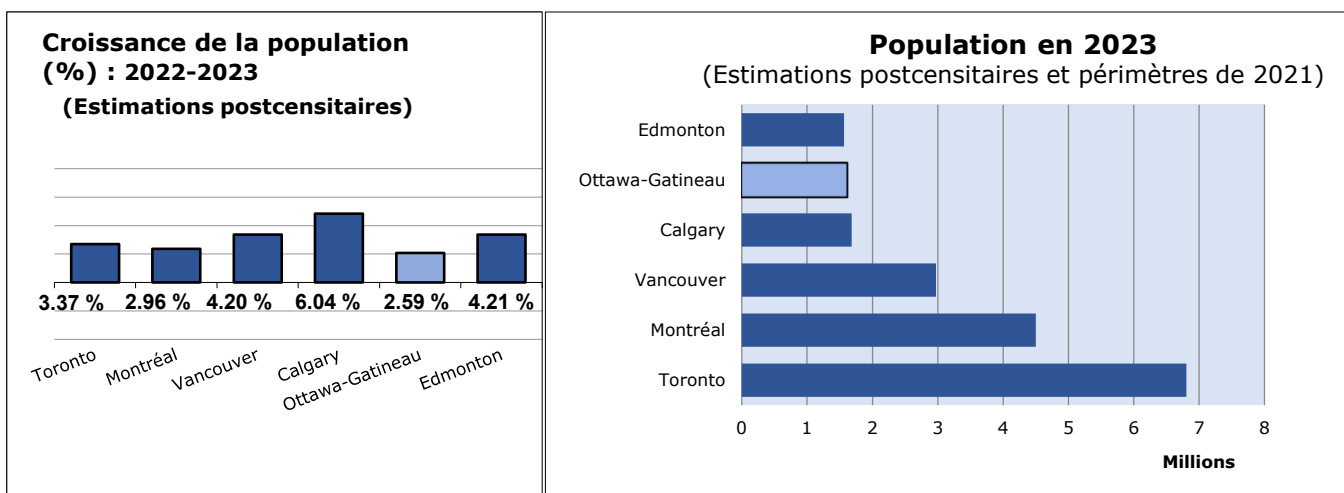 Croissance de la population
(%) : 2022-2023
(Estimations postcensitaires)
3.37 %
2.96 %
4.20 %
6.04 %
2.59 %
4.21 %
Toronto
Montréal
Vancouver
Calgary
Ottawa-Gatineau
Edmonton
Population en 2023
(Estimations postcensitaires et périmètres de 2021)
Edmonton
Ottawa-Gatineau
Calgary
Vancouver
Montréal
Toronto
0 1 2 3 4 5 6 7 8
Millions